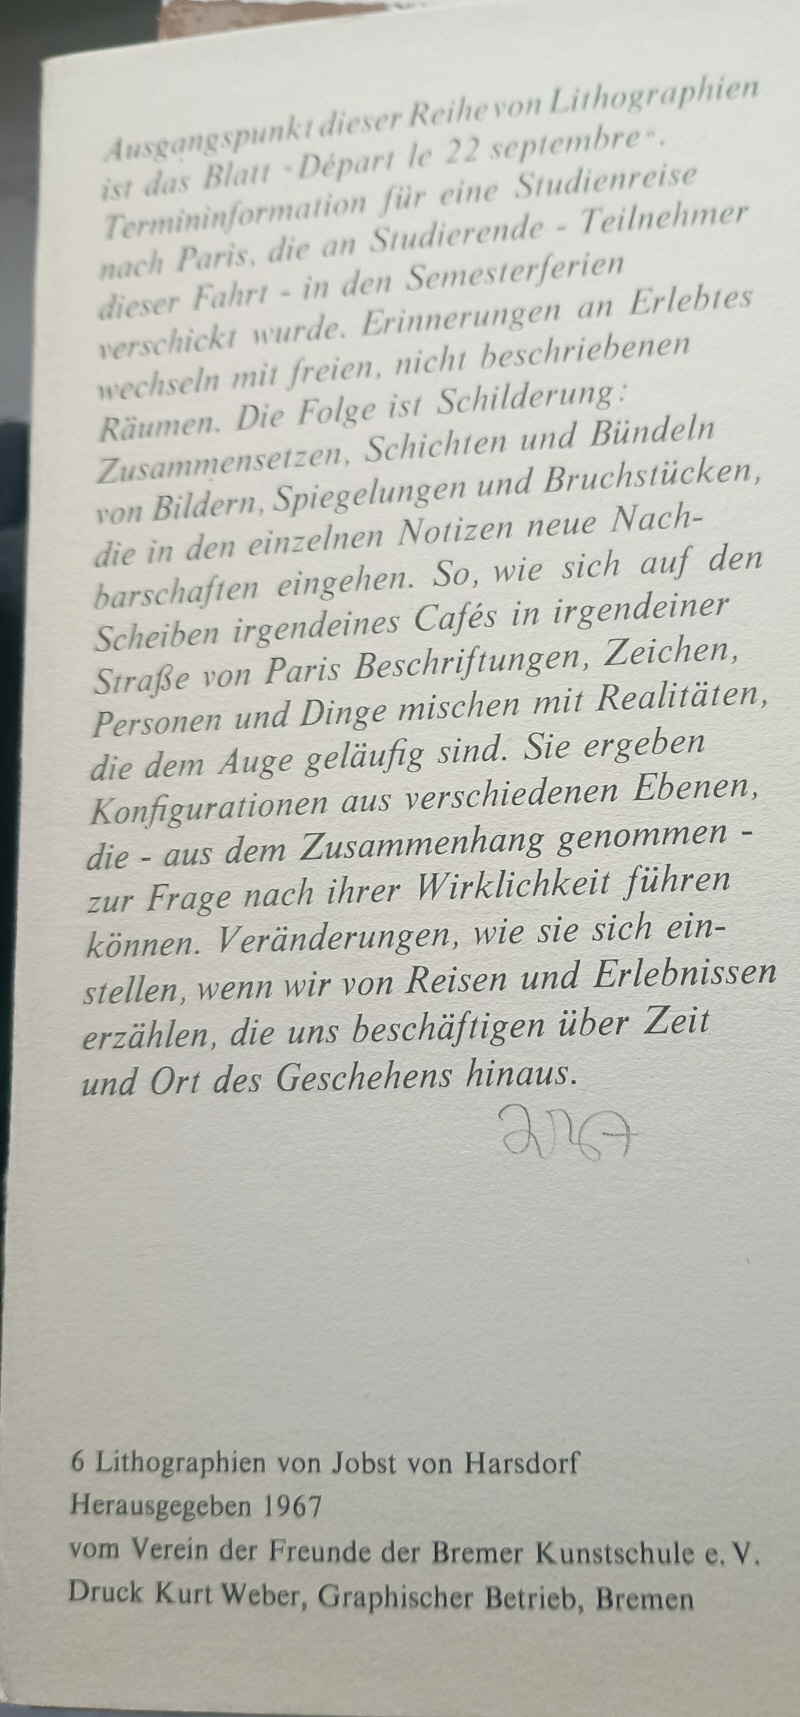 Ausgangspunkt dieser Reihe von Lithographien
ist das Blatt »Départ le 22 septembre«.
Termininformation für eine Studienreise
nach Paris, die an Studierende - Teilnehmer
dieser Fahrt - in den Semesterferien
verschickt wurde. Erinnerungen an Erlebtes
wechseln mit freien, nicht beschriebenen
Räumen. Die Folge ist Schilderung:
Zusammensetzen, Schichten und Bündeln
von Bildern, Spiegelungen und Bruchstücken,
die in den einzelnen Notizen neue Nach-
barschaften eingehen. So, wie sich auf den
Scheiben irgendeines Cafés in irgendeiner
Straße von Paris Beschriftungen, Zeichen,
Personen und Dinge mischen mit Realitäten,
die dem Auge geläufig sind. Sie ergeben
Konfigurationen aus verschiedenen Ebenen,
die - aus dem Zusammenhang genommen -
zur Frage nach ihrer Wirklichkeit führen
können. Veränderungen, wie sie sich ein-
stellen, wenn wir von Reisen und Erlebnissen
erzählen, die uns beschäftigen über Zeit
und Ort des Geschehens hinaus.
6 Lithographien von Jobst von Harsdorf
Herausgegeben 1967
vom Verein der Freunde der Bremer Kunstschule e. V.
Druck Kurt Weber, Graphischer Betrieb, Bremen